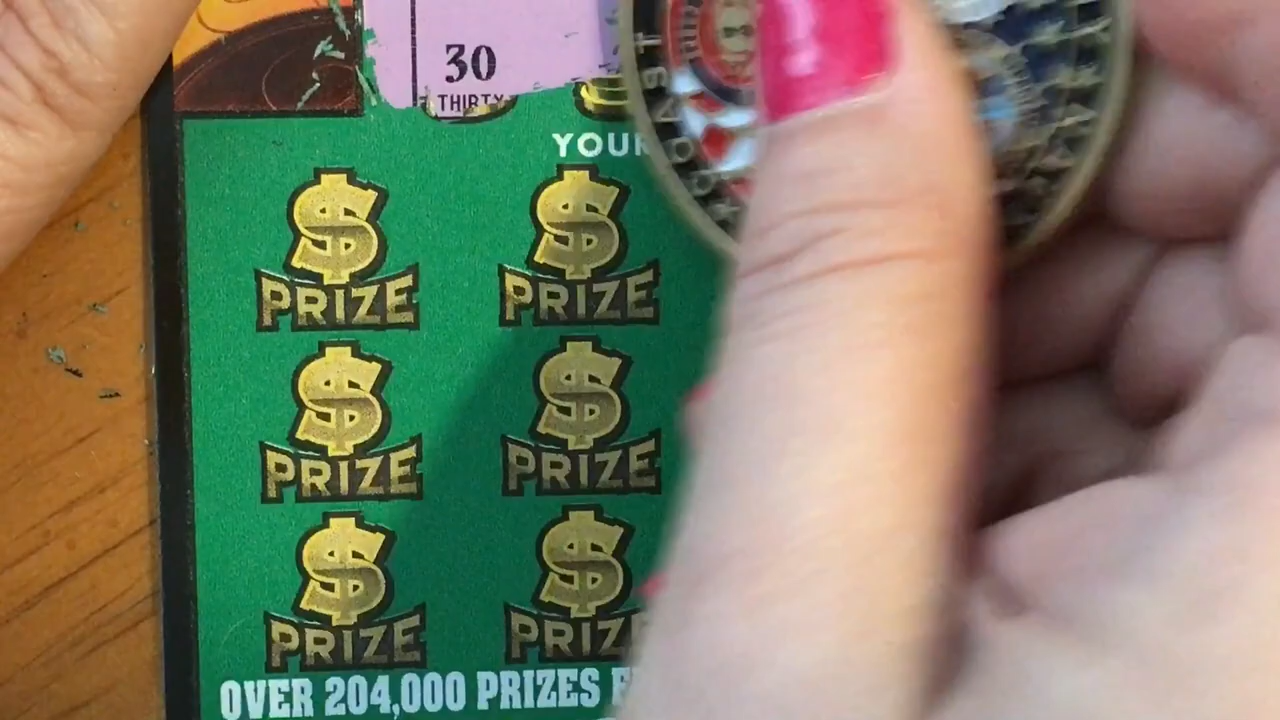 30
THIRTY
YOUR
$ $
PRIZE PRIZE
$ $
PRIZE PRIZE
$ $
PRIZE PRIZE
OVER 204,000 PRIZES